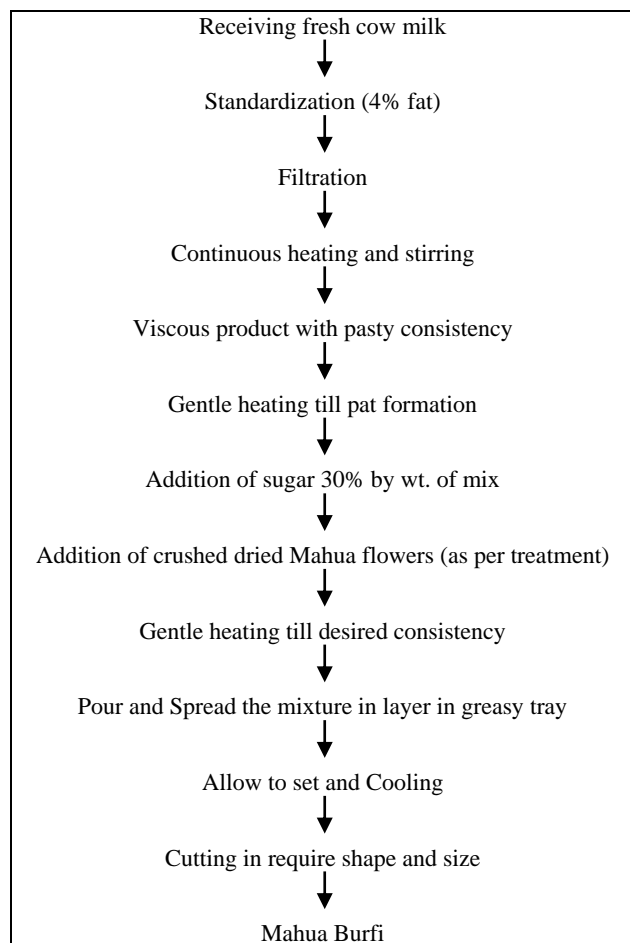 Receiving fresh cow milk
Standardization (4% fat)
Filtration
Continuous heating and stirring
Viscous product with pasty consistency
Gentle heating till pat formation
Addition of sugar 30% by wt. of mix
Addition of crushed dried Mahua flowers (as per treatment)
Gentle heating till desired consistency
Pour and Spread the mixture in layer in greasy tray
Allow to set and Cooling
Cutting in require shape and size
Mahua Burfi